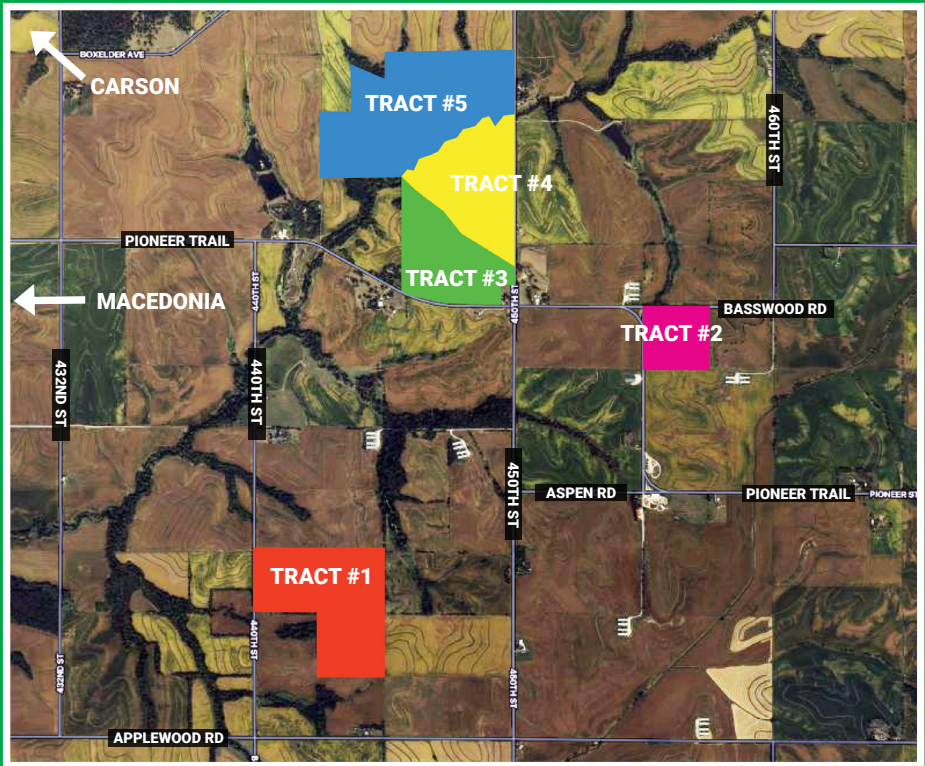 BOXELDER AVE
CARSON
TRACT #5
460TH ST
TRACT #4
PIONEER TRAIL
TRACT #3
440TH ST
450TH ST
MACEDONIA
BASSWOOD RD
TRACT #2
432ND ST
440TH ST
450TH ST
ASPEN RD
PIONEER TRAIL
PIONEER ST
TRACT #1
440TH ST
432ND ST
450TH ST
APPLEWOOD RD